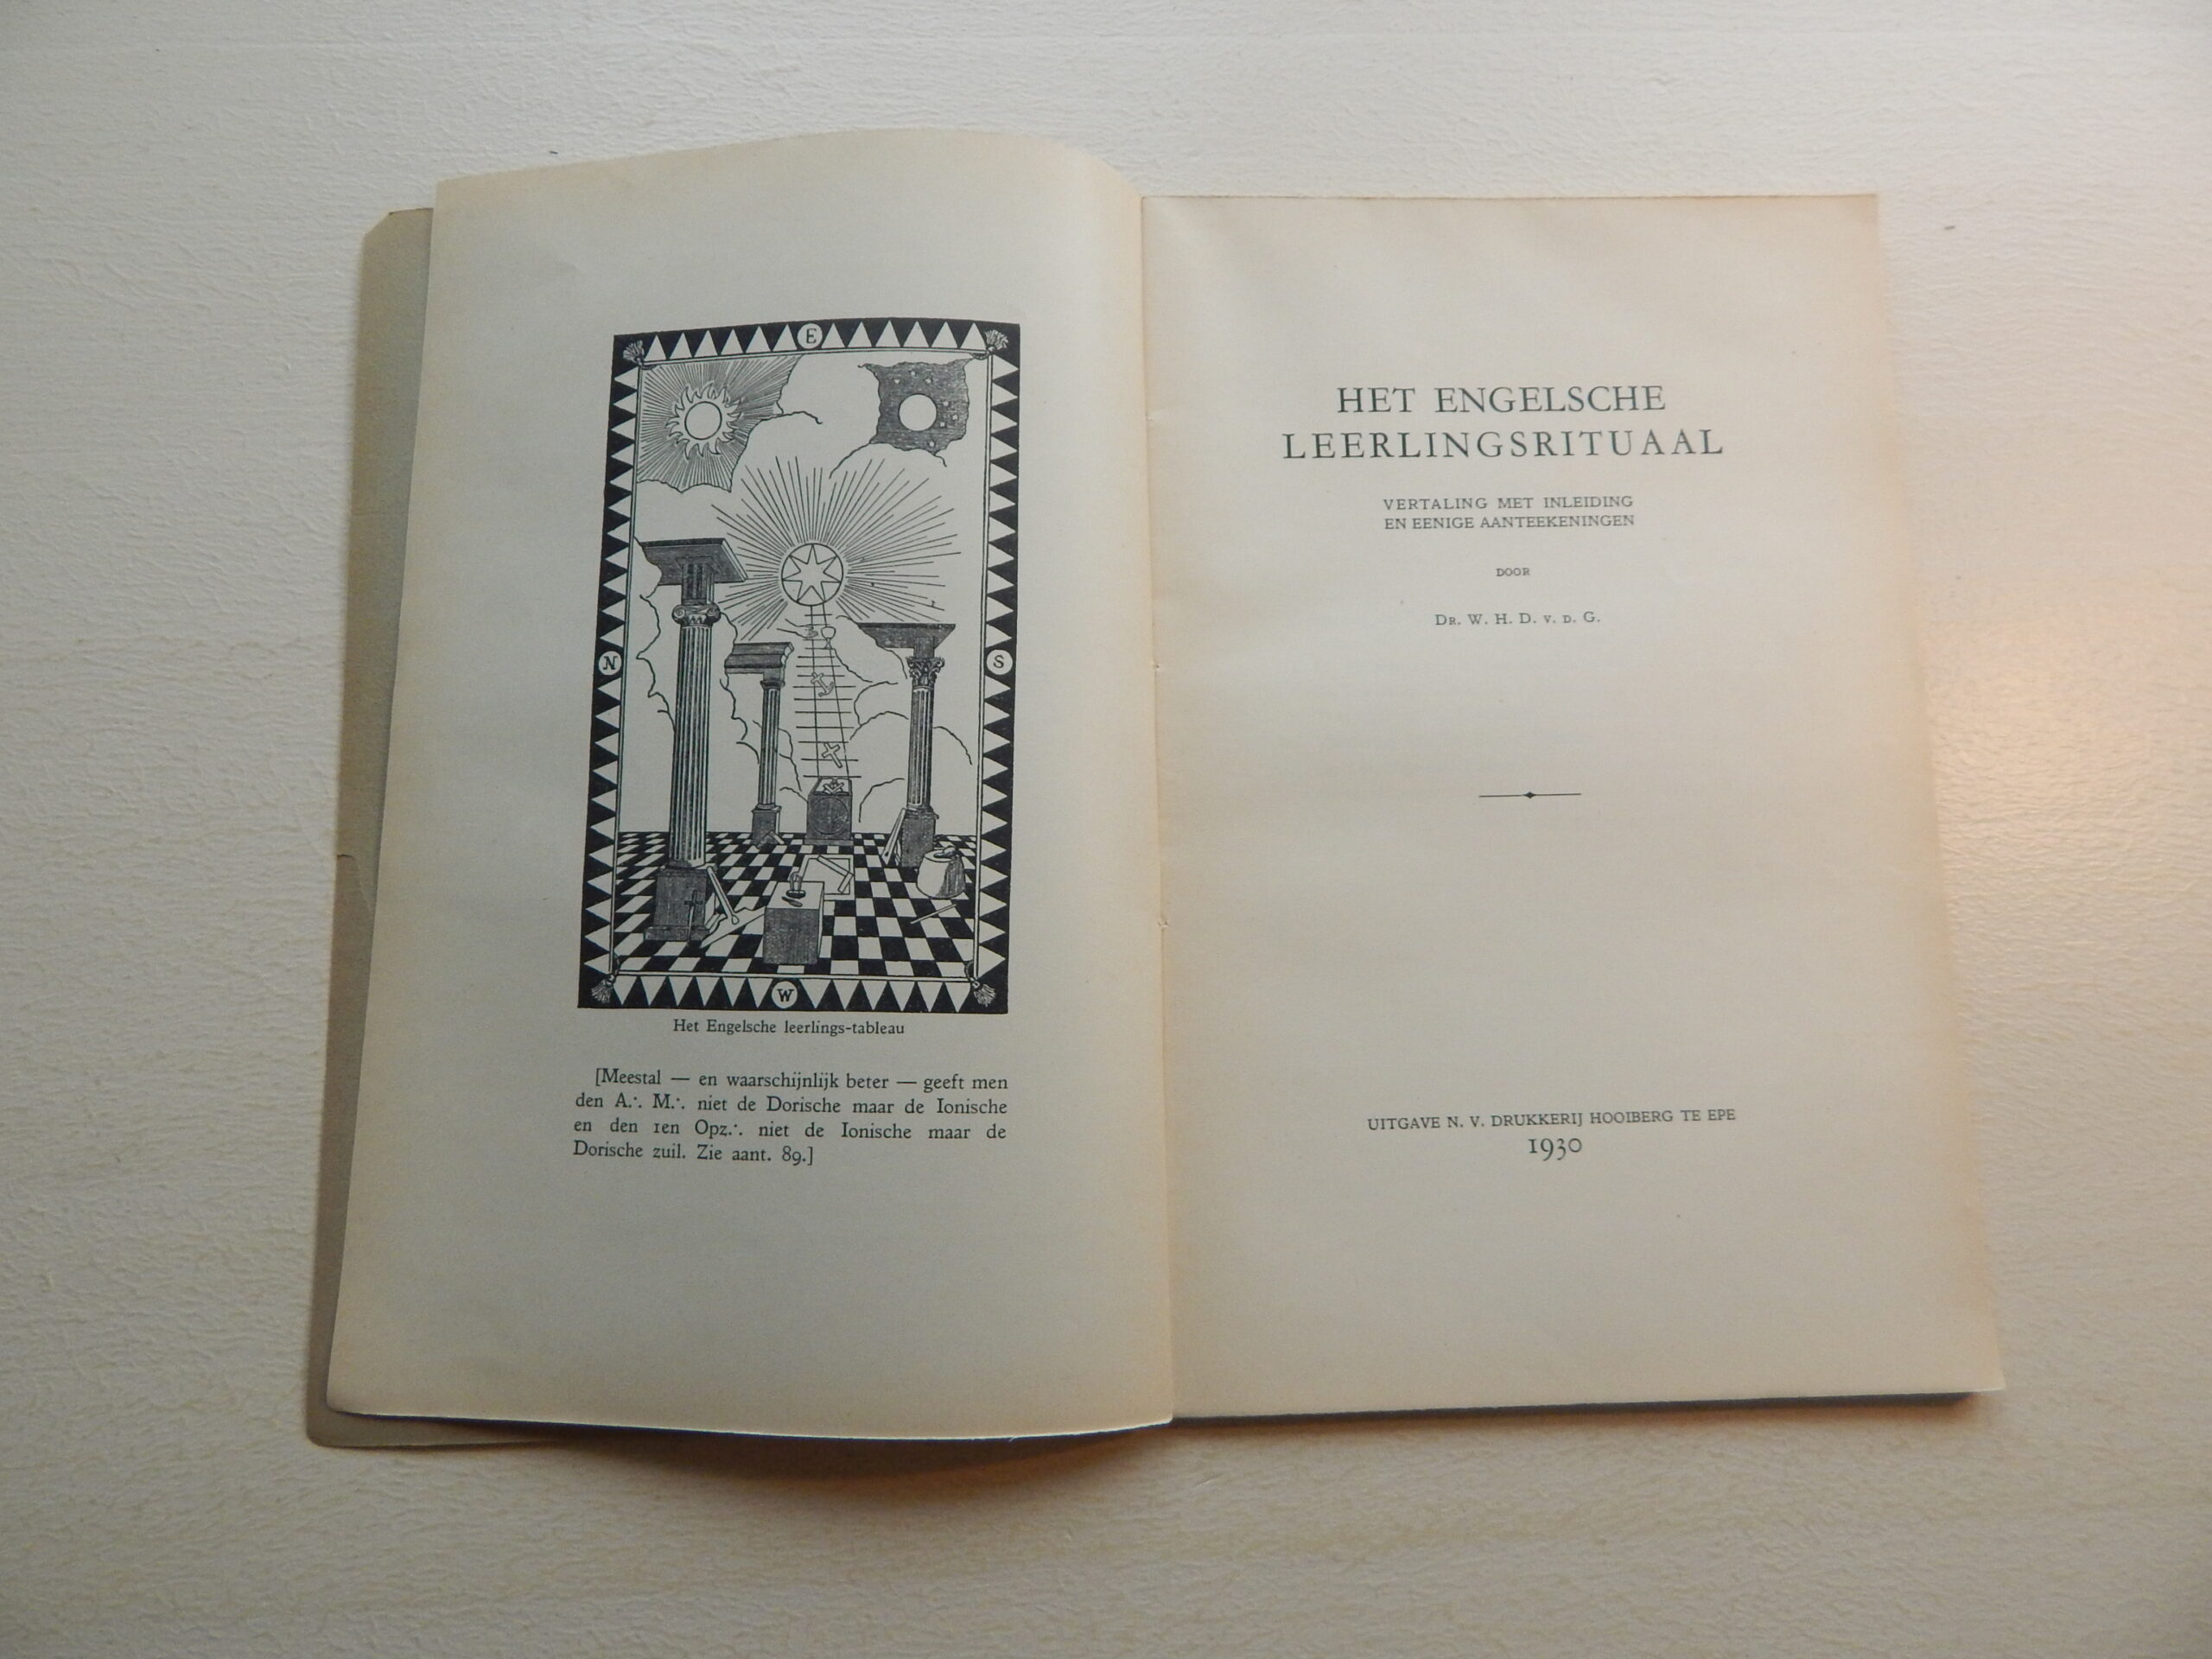 E
N
S
W
Het Engelsche leerlings-tableau
[Meestal — en waarschijnlijk beter — geeft men
den A∴ M∴ niet de Dorische maar de Ionische
en den 1en Opz∴ niet de Ionische maar de
Dorische zuil. Zie aant. 89.]
HET ENGELSCHE
LEERLINGSRITUAAL
VERTALING MET INLEIDING
EN EENIGE AANTEEKENINGEN
DOOR
DR. W. H. D. V. D. G.
UITGAVE N. V. DRUKKERIJ HOOIBERG TE EPE
1930